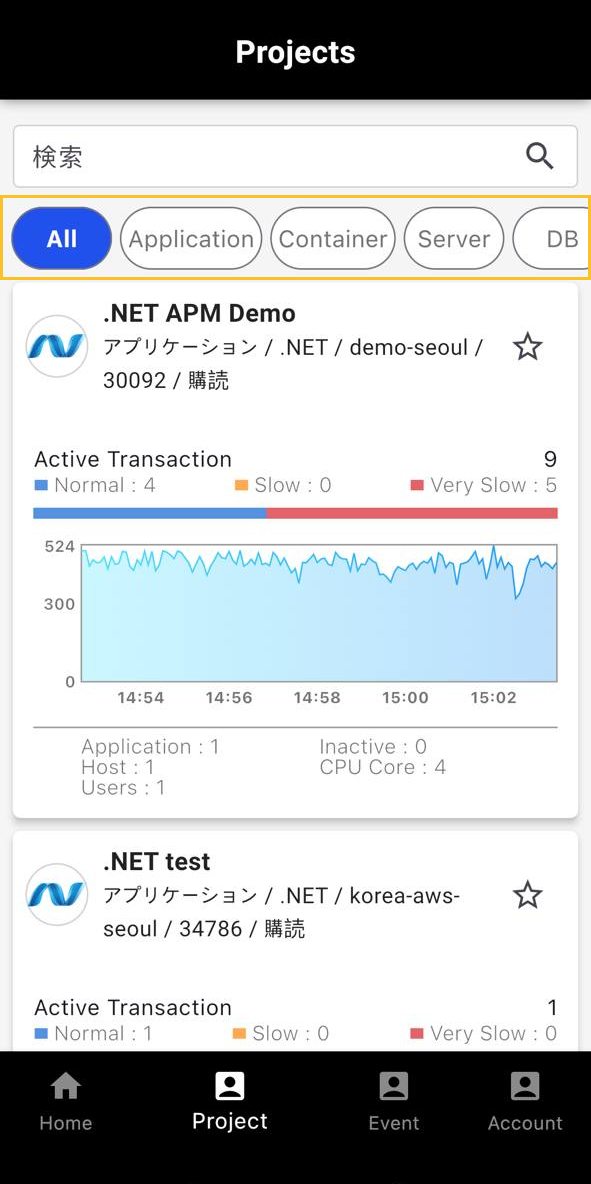 Projects
検索
All Application Container Server DB
.NET APM Demo
アプリケーション / .NET / demo-seoul /
30092 / 購読
Active Transaction 9
Normal : 4 Slow : 0 Very Slow : 5
524
300
0
14:54 14:56 14:58 15:00 15:02
Application : 1 Inactive : 0
Host : 1 CPU Core : 4
Users : 1
.NET test
アプリケーション / .NET / korea-aws-
seoul / 34786 / 購読
Active Transaction 1
Normal : 1 Slow : 0 Very Slow : 0
Home Project Event Account